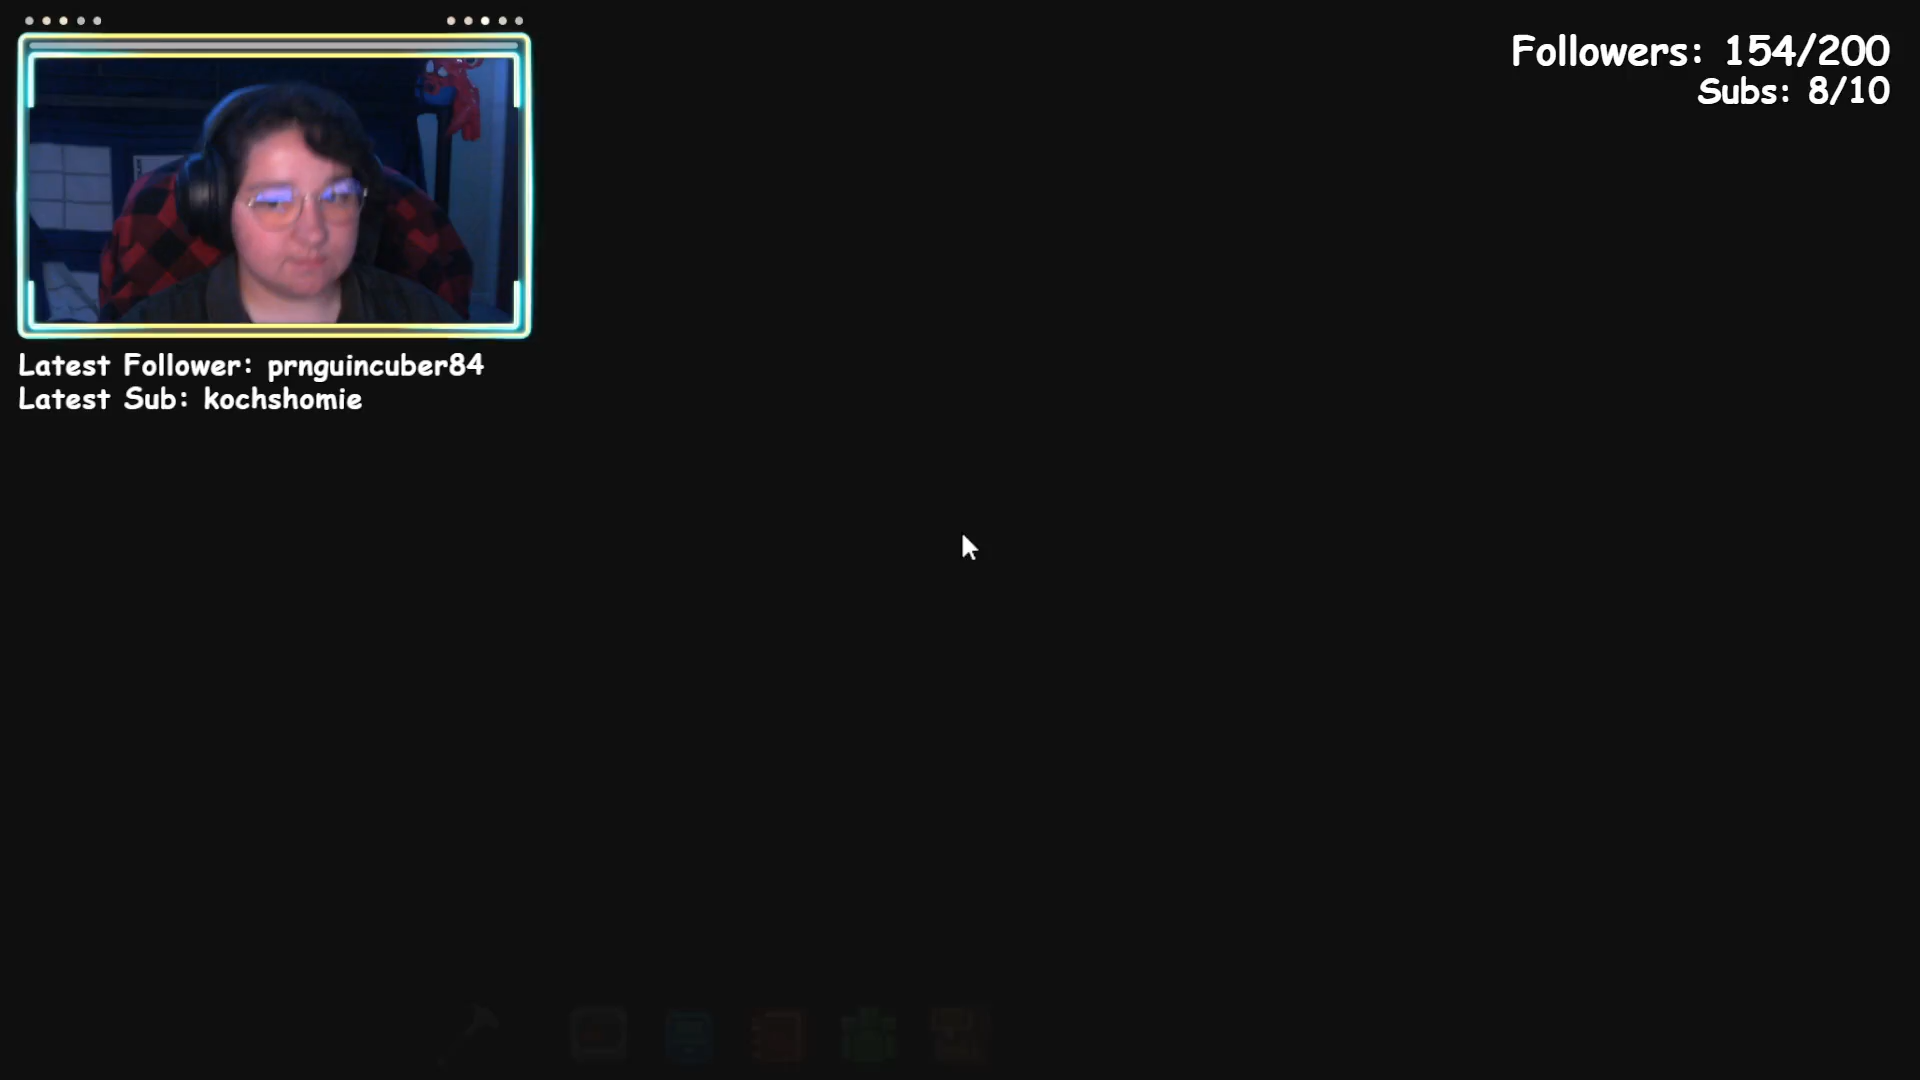 Followers: 154/200
Subs: 8/10
Latest Follower: prnguincuber84
Latest Sub: kochshomie